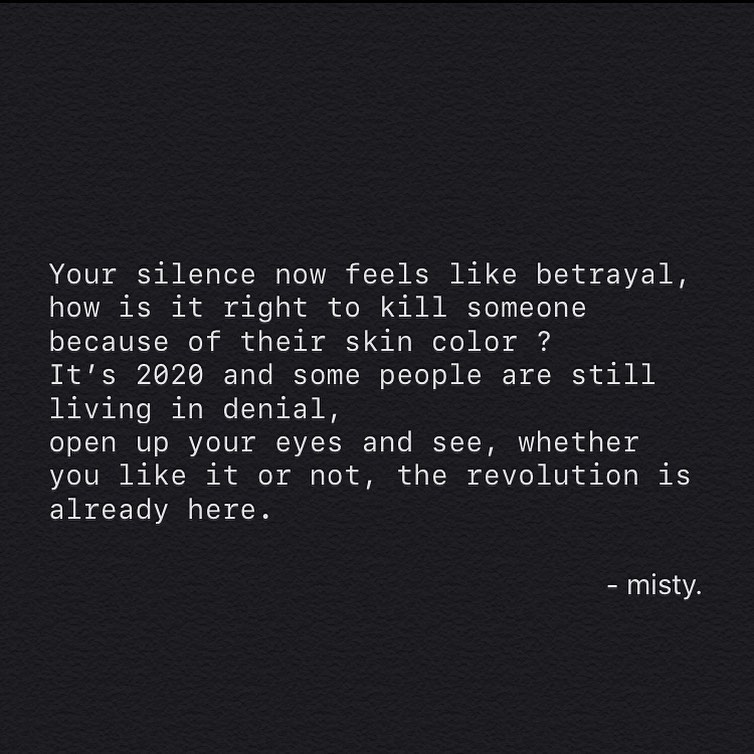 Your silence now feels like betrayal,
how is it right to kill someone
because of their skin color ?
It’s 2020 and some people are still
living in denial,
open up your eyes and see, whether
you like it or not, the revolution is
already here.
- misty.